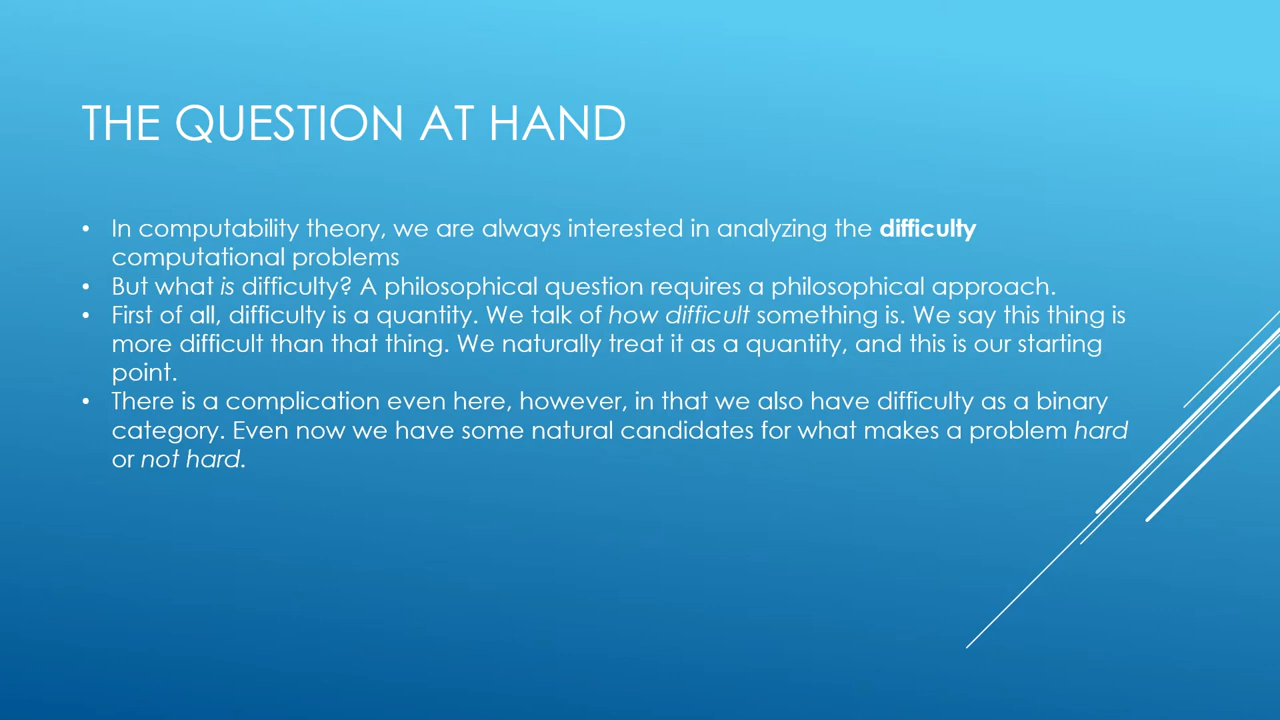 THE QUESTION AT HAND
• In computability theory, we are always interested in analyzing the difficulty
computational problems
• But what is difficulty? A philosophical question requires a philosophical approach.
• First of all, difficulty is a quantity. We talk of how difficult something is. We say this thing is
more difficult than that thing. We naturally treat it as a quantity, and this is our starting
point.
• There is a complication even here, however, in that we also have difficulty as a binary
category. Even now we have some natural candidates for what makes a problem hard
or not hard.